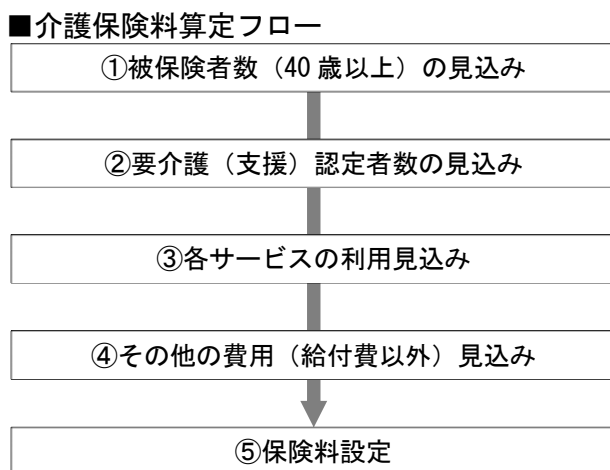 ■介護保険料算定フロー
①被保険者数（40 歳以上）の見込み
②要介護（支援）認定者数の見込み
③各サービスの利用見込み
④その他の費用（給付費以外）見込み
⑤保険料設定